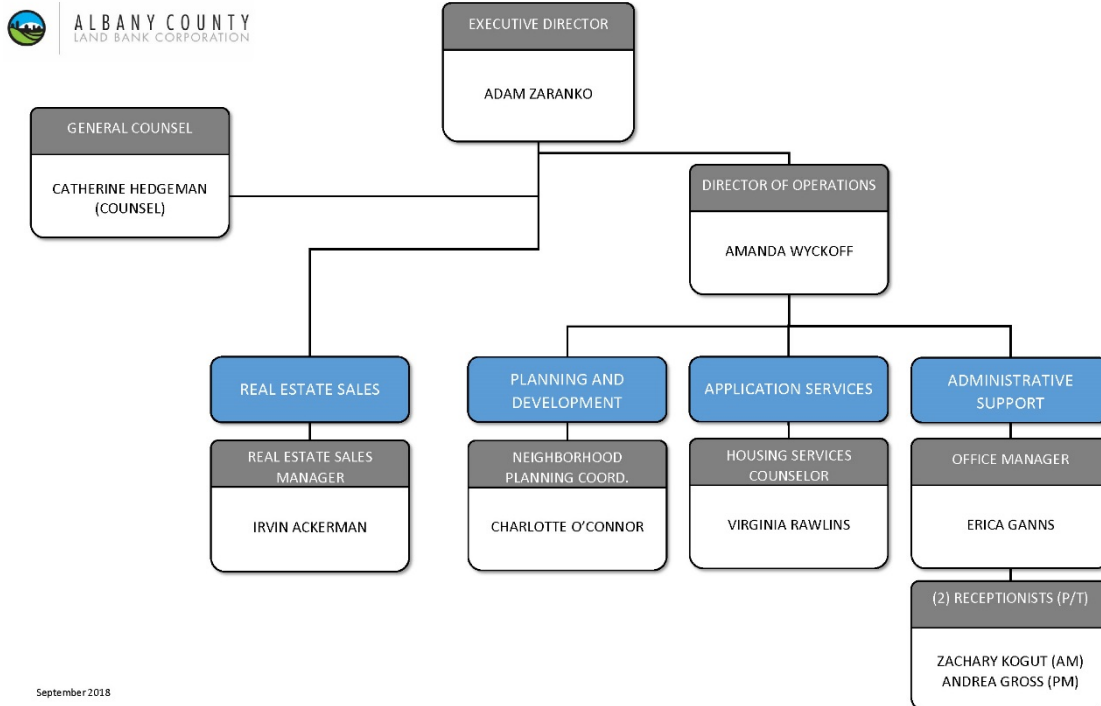 ALBANY COUNTY
LAND BANK CORPORATION
EXECUTIVE DIRECTOR
ADAM ZARANKO
GENERAL COUNSEL
CATHERINE HEDGEMAN
(COUNSEL)
DIRECTOR OF OPERATIONS
AMANDA WYCKOFF
REAL ESTATE SALES
PLANNING AND
DEVELOPMENT
APPLICATION SERVICES
ADMINISTRATIVE
SUPPORT
REAL ESTATE SALES
MANAGER
IRVIN ACKERMAN
NEIGHBORHOOD
PLANNING COORD.
CHARLOTTE O’CONNOR
HOUSING SERVICES
COUNSELOR
VIRGINIA RAWLINS
OFFICE MANAGER
ERICA GANNS
(2) RECEPTIONISTS (P/T)
ZACHARY KOGUT (AM)
ANDREA GROSS (PM)
September 2018